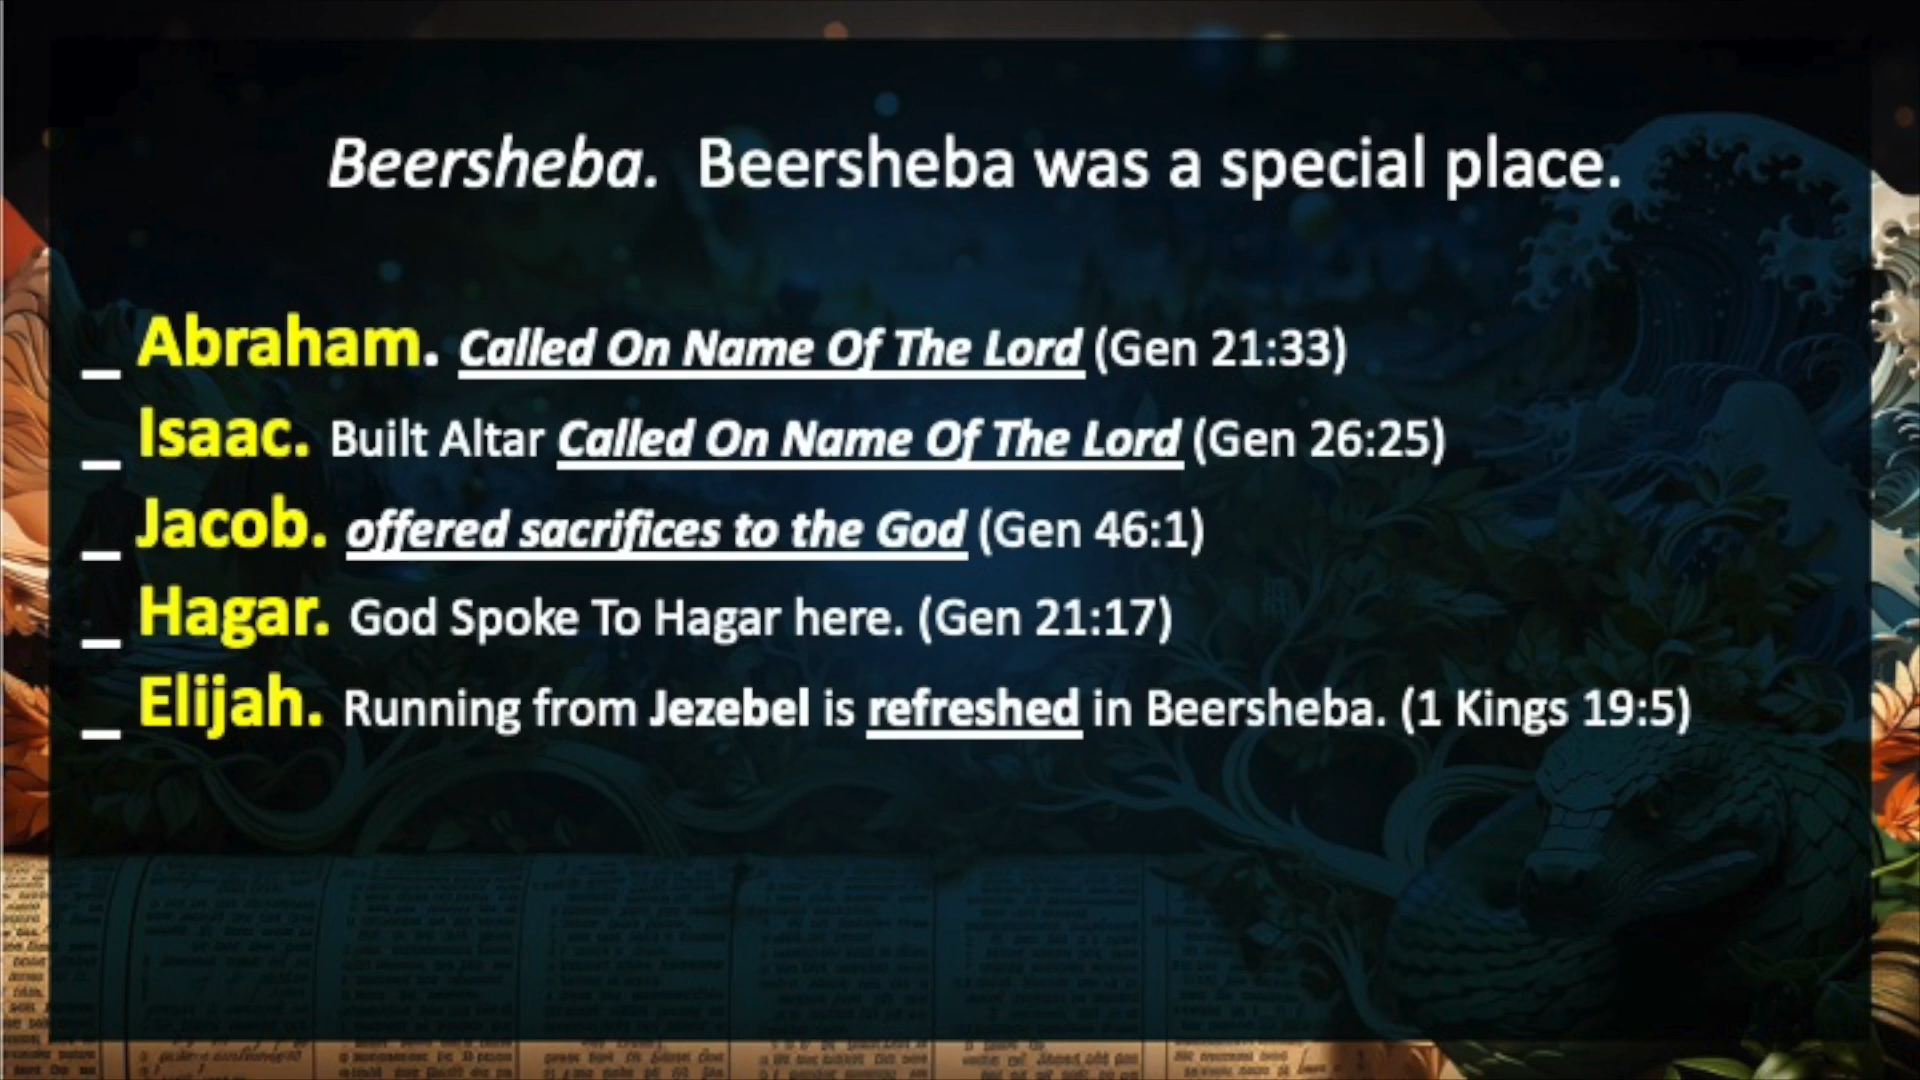 Beersheba. Beersheba was a special place.
_ Abraham. Called On Name Of The Lord (Gen 21:33)
_ Isaac. Built Altar Called On Name Of The Lord (Gen 26:25)
_ Jacob. offered sacrifices to the God (Gen 46:1)
_ Hagar. God Spoke To Hagar here. (Gen 21:17)
_ Elijah. Running from Jezebel is refreshed in Beersheba. (1 Kings 19:5)